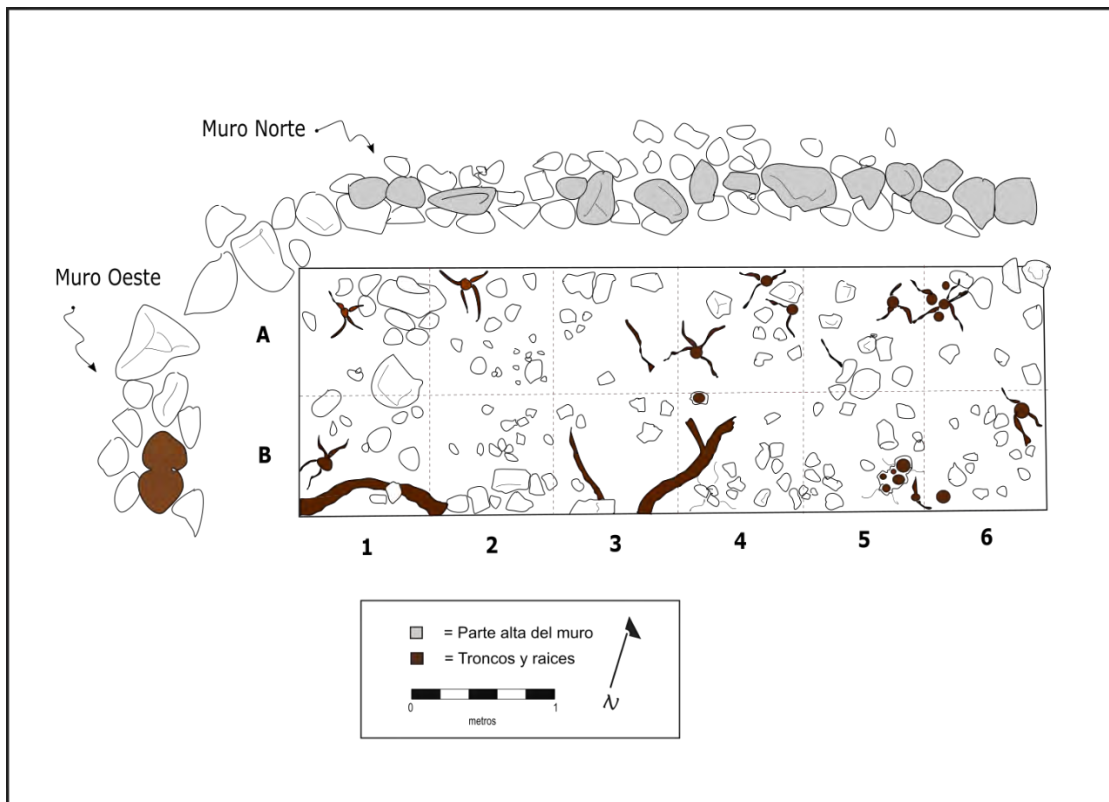 Muro Norte
Muro Oeste
A
B
1 2 3 4 5 6
= Parte alta del muro
= Troncos y raices
0 1
metros
N